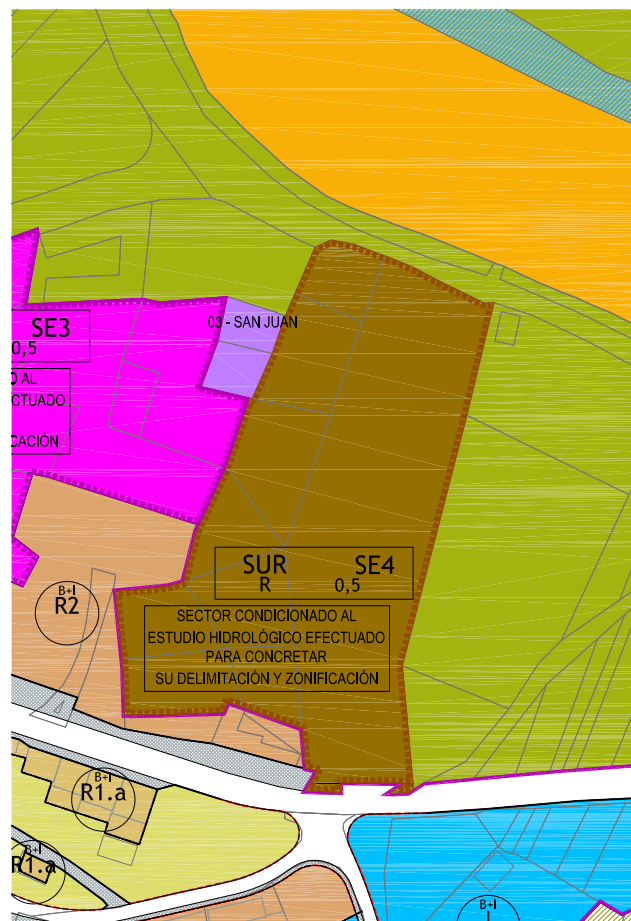 03 - SAN JUAN
SE3
0,5
O AL
CTUADO
CACIÓN
SUR SE4
R 0,5
B+I
R2
SECTOR CONDICIONADO AL
ESTUDIO HIDROLÓGICO EFECTUADO
PARA CONCRETAR
SU DELIMITACIÓN Y ZONIFICACIÓN
B+I
R1.a
B+I
R1.a
B+I
I